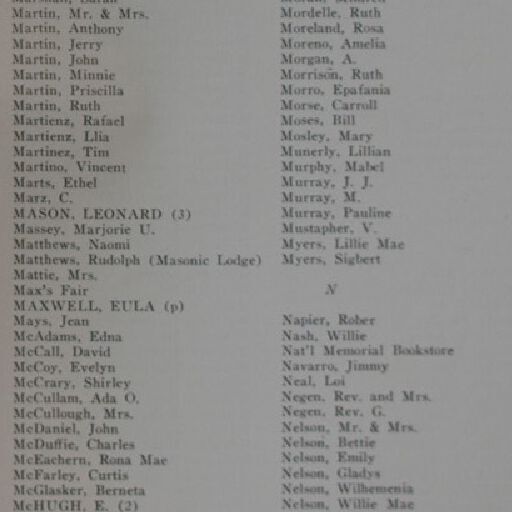 Martin, Mr. & Mrs.
Martin, Anthony
Martin, Jerry
Martin, John
Martin, Minnie
Martin, Priscilla
Martin, Ruth
Martienz, Rafael
Martienz, Llia
Martinez, Tim
Martino, Vincent
Marts, Ethel
Marz, C.
MASON, LEONARD (3)
Massey, Marjorie U.
Matthews, Naomi
Matthews, Rudolph (Masonic Lodge)
Mattie, Mrs.
Max's Fair
MAXWELL, EULA (p)
Mays, Jean
McAdams, Edna
McCall, David
McCoy, Evelyn
McCrary, Shirley
McCullam, Ada O.
McCullough, Mrs.
McDaniel, John
McDuffie, Charles
McEachern, Rona Mae
McFarley, Curtis
McGlasker, Berneta
McHUGH, E. (2)
Mordelle, Ruth
Moreland, Rosa
Moreno, Amelia
Morgan, A.
Morrison, Ruth
Morro, Epafania
Morse, Carroll
Moses, Bill
Mosley, Mary
Munerly, Lillian
Murphy, Mabel
Murray, J. J.
Murray, M.
Murray, Pauline
Mustapher, V.
Myers, Lillie Mae
Myers, Sigbert
N
Napier, Rober
Nash, Willie
Nat'l Memorial Bookstore
Navarro, Jimmy
Neal, Loi
Negen, Rev. and Mrs.
Negen, Rev. G.
Nelson, Mr. & Mrs.
Nelson, Bettie
Nelson, Emily
Nelson, Gladys
Nelson, Wilhemenia
Nelson, Willie Mae